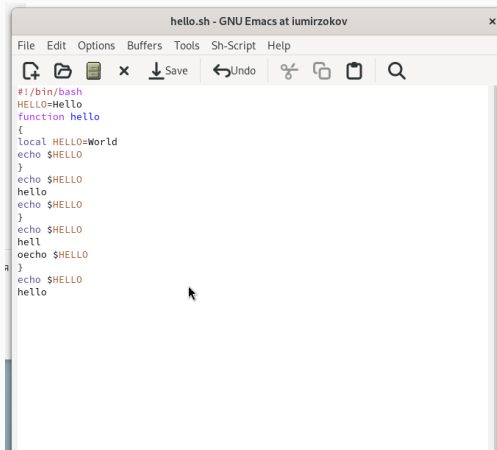 hello.sh - GNU Emacs at iumirzokov
File Edit Options Buffers Tools Sh-Script Help
Save Undo
#!/bin/bash
HELLO=Hello
function hello
{
local HELLO=World
echo $HELLO
}
echo $HELLO
hello
echo $HELLO
}
echo $HELLO
hell
oecho $HELLO
}
echo $HELLO
hello